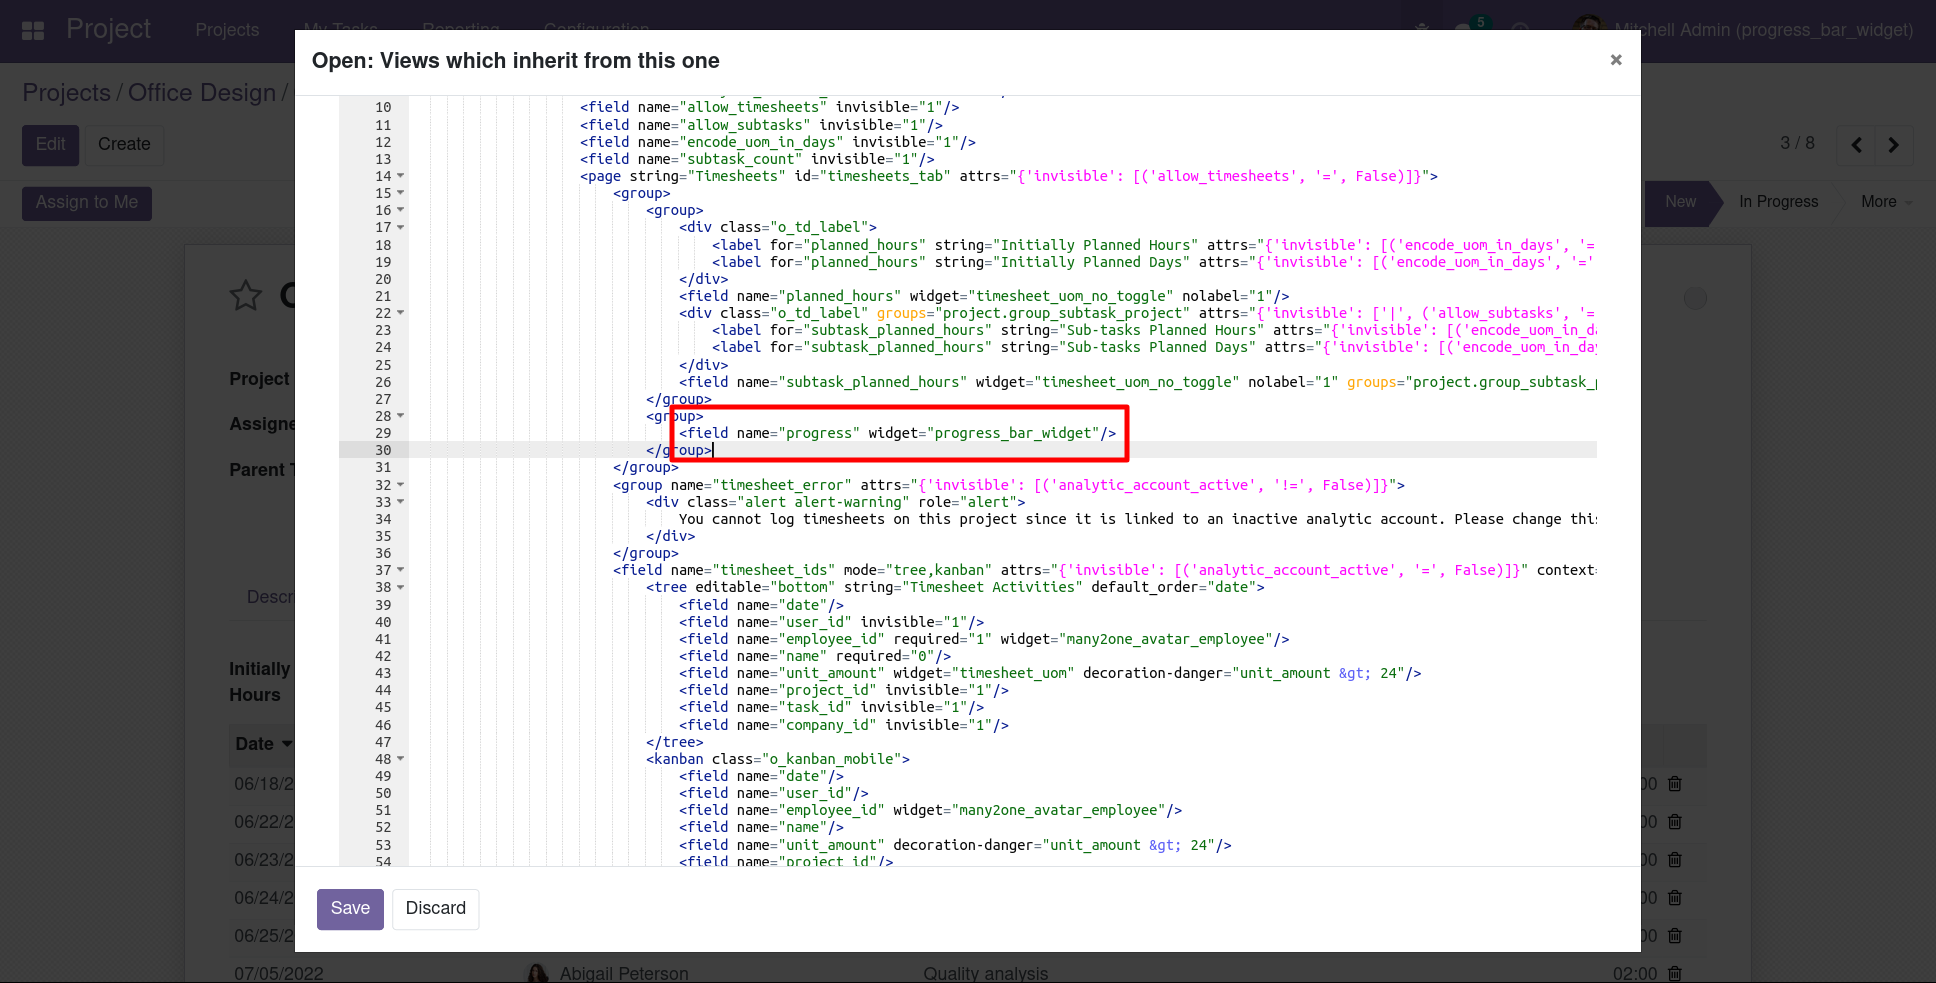 Project Projects My Tasks Reporting Configuration 5 Mitchell Admin (progress_bar_widget)
Open: Views which inherit from this one ×
Projects / Office Design /
Edit Create
3 / 8
Assign to Me
New In Progress More
Project
Assigne
Parent T
Descr
Initially
Hours
Date
10 <field name="allow_timesheets" invisible="1"/>
11 <field name="allow_subtasks" invisible="1"/>
12 <field name="encode_uom_in_days" invisible="1"/>
13 <field name="subtask_count" invisible="1"/>
14 <page string="Timesheets" id="timesheets_tab" attrs="{'invisible': [('allow_timesheets', '=', False)]}">
15 <group>
16 <group>
17 <div class="o_td_label">
18 <label for="planned_hours" string="Initially Planned Hours" attrs="{'invisible': [('encode_uom_in_days', '=
19 <label for="planned_hours" string="Initially Planned Days" attrs="{'invisible': [('encode_uom_in_days', '='
20 </div>
21 <field name="planned_hours" widget="timesheet_uom_no_toggle" nolabel="1"/>
22 <div class="o_td_label" groups="project.group_subtask_project" attrs="{'invisible': ['|', ('allow_subtasks', '=
23 <label for="subtask_planned_hours" string="Sub-tasks Planned Hours" attrs="{'invisible': [('encode_uom_in_da
24 <label for="subtask_planned_hours" string="Sub-tasks Planned Days" attrs="{'invisible': [('encode_uom_in_day
25 </div>
26 <field name="subtask_planned_hours" widget="timesheet_uom_no_toggle" nolabel="1" groups="project.group_subtask_p
27 </group>
28 <group>
29 <field name="progress" widget="progress_bar_widget"/>
30 </group>
31 </group>
32 <group name="timesheet_error" attrs="{'invisible': [('analytic_account_active', '!=', False)]}">
33 <div class="alert alert-warning" role="alert">
34 You cannot log timesheets on this project since it is linked to an inactive analytic account. Please change this
35 </div>
36 </group>
37 <field name="timesheet_ids" mode="tree,kanban" attrs="{'invisible': [('analytic_account_active', '=', False)]}" context=
38 <tree editable="bottom" string="Timesheet Activities" default_order="date">
39 <field name="date"/>
40 <field name="user_id" invisible="1"/>
41 <field name="employee_id" required="1" widget="many2one_avatar_employee"/>
42 <field name="name" required="0"/>
43 <field name="unit_amount" widget="timesheet_uom" decoration-danger="unit_amount &gt; 24"/>
44 <field name="project_id" invisible="1"/>
45 <field name="task_id" invisible="1"/>
46 <field name="company_id" invisible="1"/>
47 </tree>
48 <kanban class="o_kanban_mobile">
49 <field name="date"/>
50 <field name="user_id"/>
51 <field name="employee_id" widget="many2one_avatar_employee"/>
52 <field name="name"/>
53 <field name="unit_amount" decoration-danger="unit_amount &gt; 24"/>
54 <field name="project_id"/>
06/18/2 00
06/22/2 00
06/23/2 00
06/24/2 00
06/25/2 00
Save Discard
07/05/2022 Abigail Peterson Quality analysis 02:00